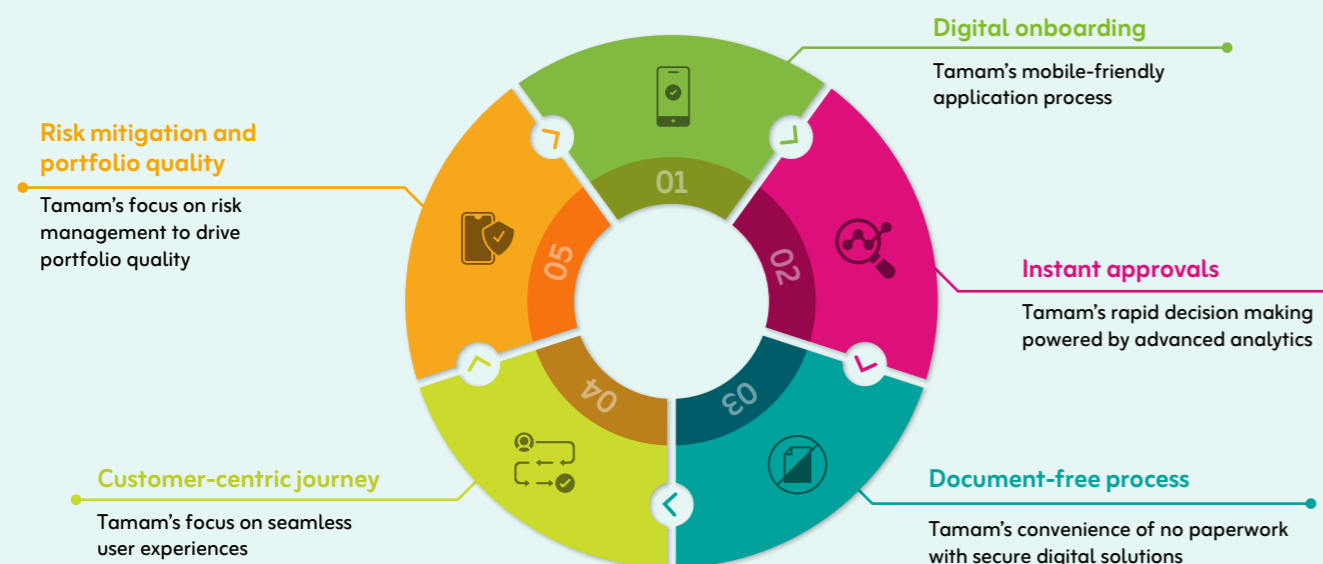 Digital onboarding
Tamam's mobile-friendly
application process
01
Risk mitigation and
portfolio quality
Tamam's focus on risk
management to drive
portfolio quality
05
02
Instant approvals
Tamam's rapid decision making
powered by advanced analytics
04
03
Customer-centric journey
Tamam's focus on seamless
user experiences
Document-free process
Tamam's convenience of no paperwork
with secure digital solutions